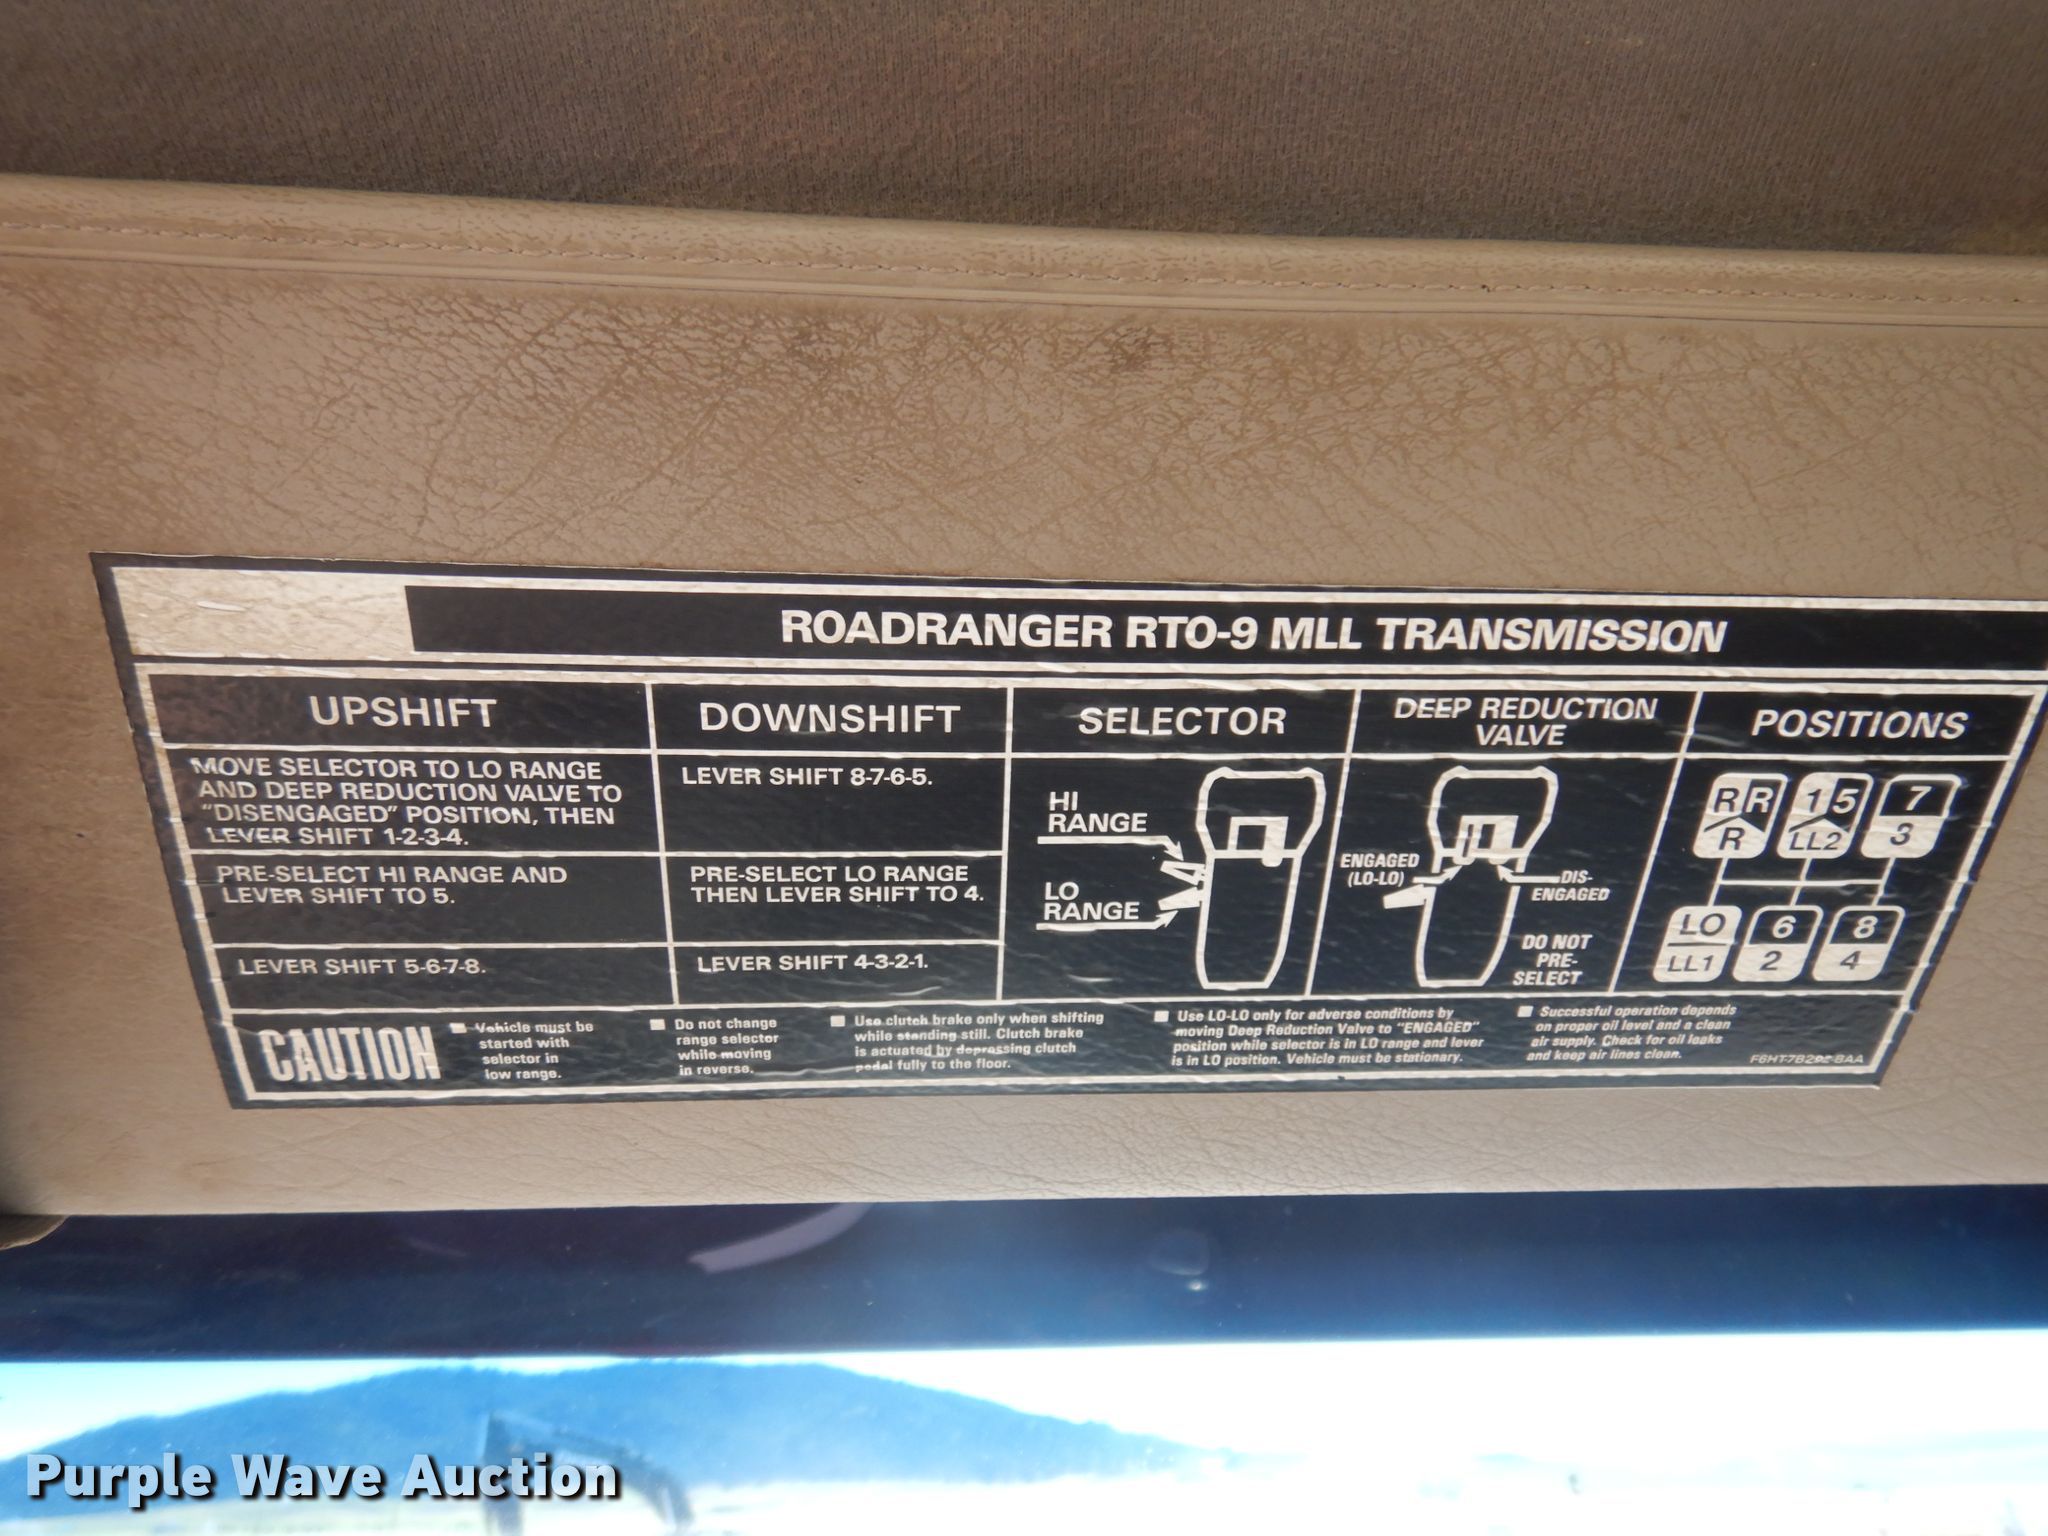 ROADRANGER RTO-9 MLL TRANSMISSION
UPSHIFT
MOVE SELECTOR TO LO RANGE
AND DEEP REDUCTION VALVE TO
"DISENGAGED" POSITION, THEN
LEVER SHIFT 1-2-3-4.
PRE-SELECT HI RANGE AND
LEVER SHIFT TO 5.
LEVER SHIFT 5-6-7-8.
DOWNSHIFT
LEVER SHIFT 8-7-6-5.
PRE-SELECT LO RANGE
THEN LEVER SHIFT TO 4.
LEVER SHIFT 4-3-2-1.
SELECTOR
HI
RANGE
LO
RANGE
DEEP REDUCTION
VALVE
ENGAGED
(LO-LO)
DIS-
ENGAGED
DO NOT
PRE-
SELECT
POSITIONS
R R 1 5 7
R LL2 3
LO 6 8
LL1 2 4
CAUTION
Vehicle must be
started with
selector in
low range.
Do not change
range selector
while moving
in reverse.
Use clutch brake only when shifting
while standing still. Clutch brake
is actuated by depressing clutch
pedal fully to the floor.
Use LO-LO only for adverse conditions by
moving Deep Reduction Valve to "ENGAGED"
position while selector is in LO range and lever
is in LO position. Vehicle must be stationary.
Successful operation depends
on proper oil level and a clean
air supply. Check for oil leaks
and keep air lines clean.
Purple Wave Auction